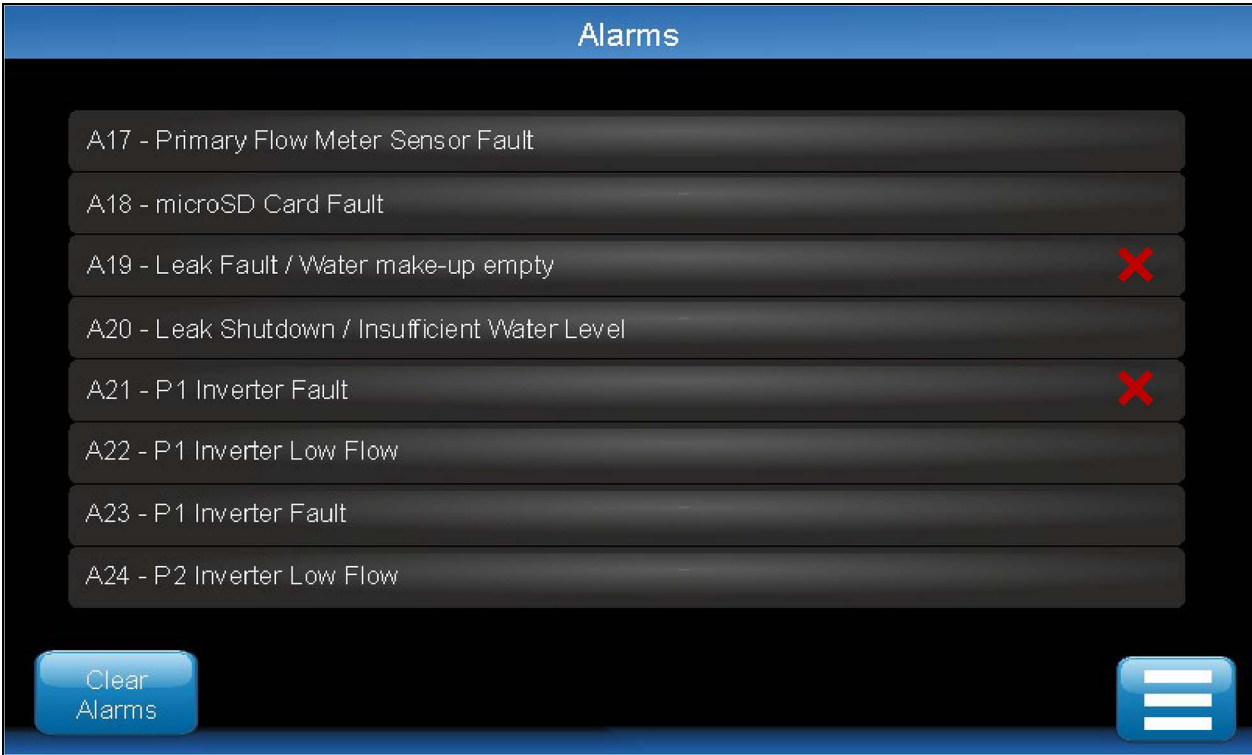 Alarms
A17 - Primary Flow Meter Sensor Fault
A18 - microSD Card Fault
A19 - Leak Fault / Water make-up empty
A20 - Leak Shutdown / Insufficient Water Level
A21 - P1 Inverter Fault
A22 - P1 Inverter Low Flow
A23 - P1 Inverter Fault
A24 - P2 Inverter Low Flow
Clear
Alarms